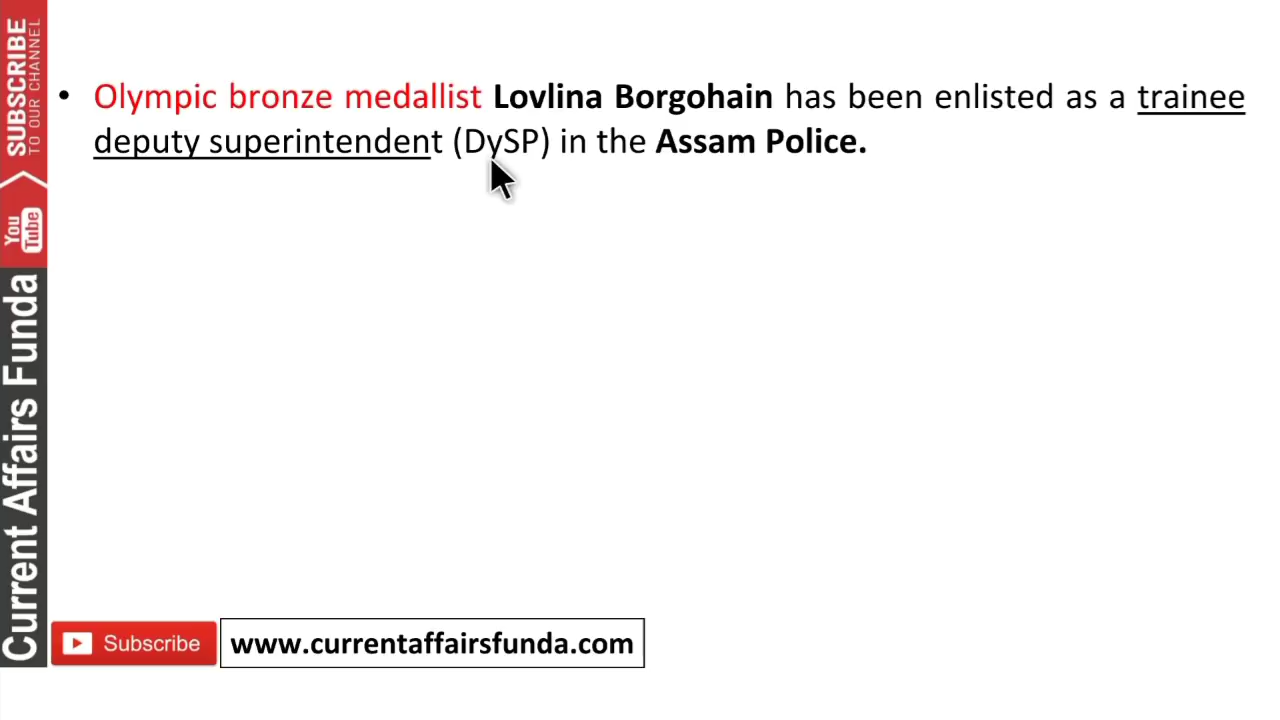 SUBSCRIBE
TO OUR CHANNEL
You
Tube
Current Affairs Funda
• Olympic bronze medallist Lovlina Borgohain has been enlisted as a trainee
deputy superintendent (DySP) in the Assam Police.
Subscribe
www.currentaffairsfunda.com